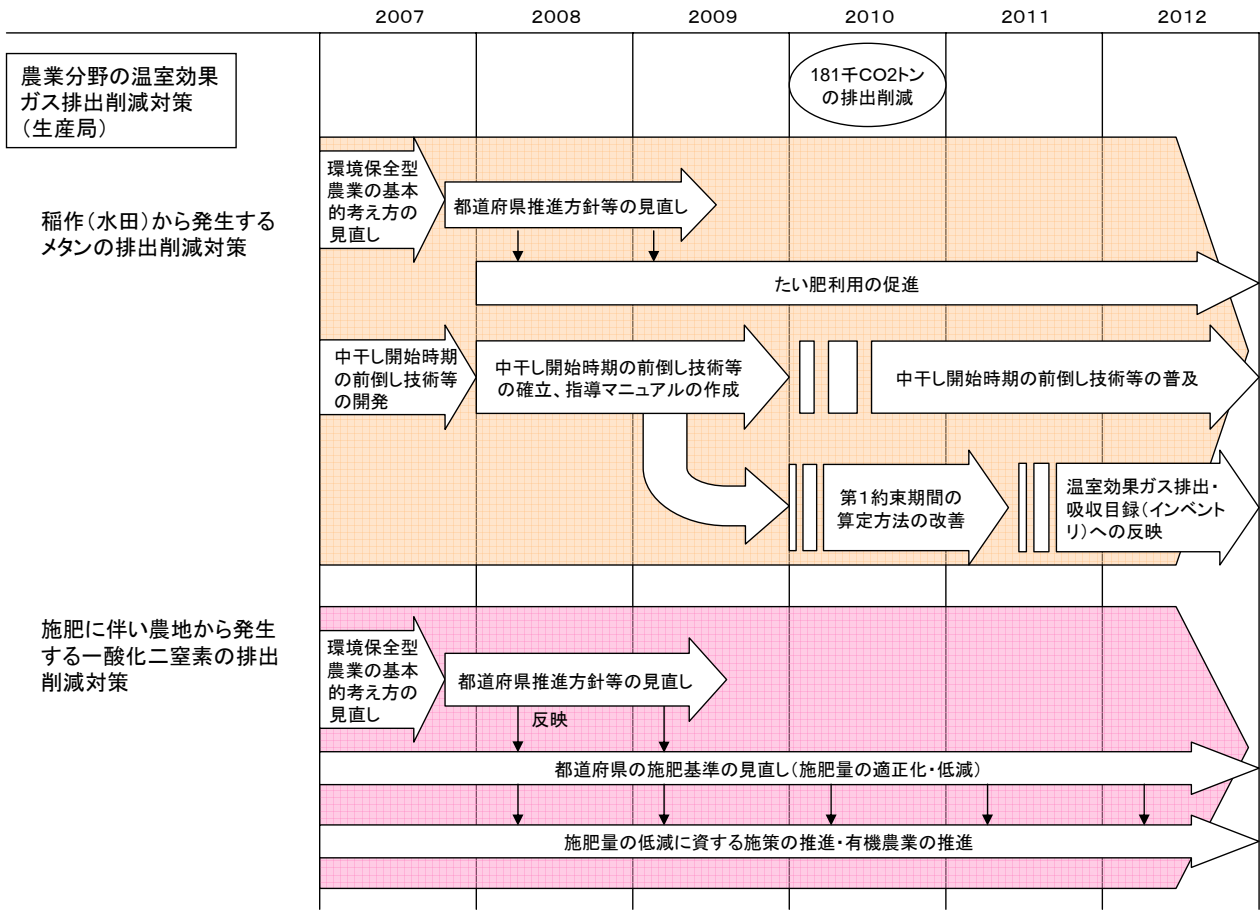 2007 2008 2009 2010 2011 2012
農業分野の温室効果
ガス排出削減対策
(生産局)
181千CO2トン
の排出削減
稲作(水田)から発生する
メタンの排出削減対策
環境保全型
農業の基本
的考え方の
見直し
都道府県推進方針等の見直し
たい肥利用の促進
中干し開始時期
の前倒し技術等
の開発
中干し開始時期の前倒し技術等
の確立、指導マニュアルの作成
中干し開始時期の前倒し技術等の普及
第1約束期間の
算定方法の改善
温室効果ガス排出・
吸収目録(インベント
リ)への反映
施肥に伴い農地から発生
する一酸化二窒素の排出
削減対策
環境保全型
農業の基本
的考え方の
見直し
都道府県推進方針等の見直し
反映
都道府県の施肥基準の見直し(施肥量の適正化・低減)
施肥量の低減に資する施策の推進・有機農業の推進